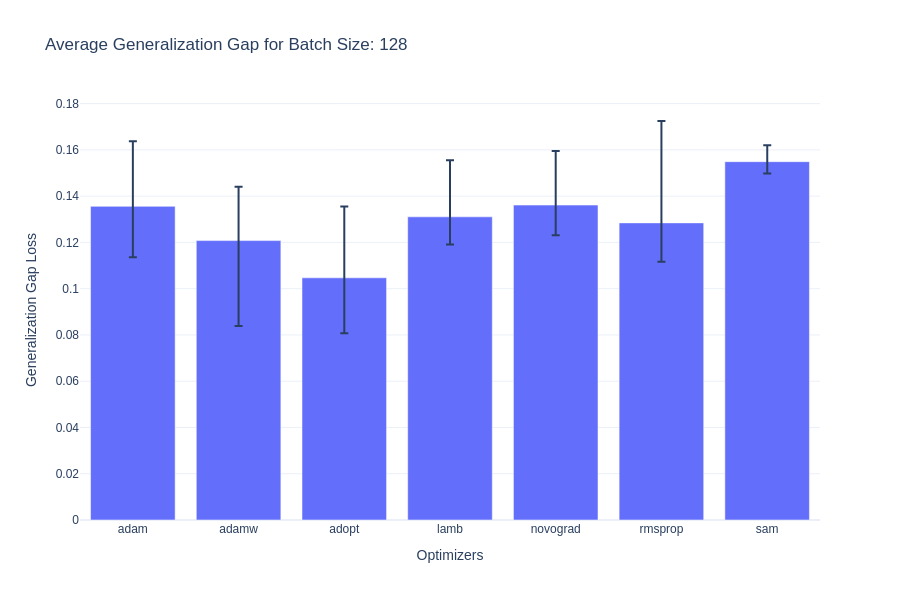 Average Generalization Gap for Batch Size: 128
Generalization Gap Loss
0.18
0.16
0.14
0.12
0.1
0.08
0.06
0.04
0.02
0
adam adamw adopt lamb novograd rmsprop sam
Optimizers